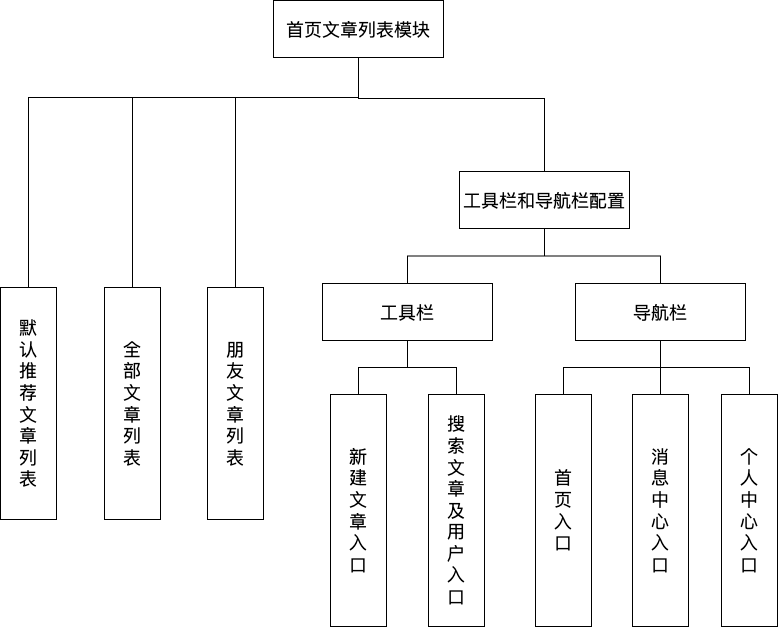 首页文章列表模块
工具栏和导航栏配置
工具栏
导航栏
默认推荐文章列表
全部文章列表
朋友文章列表
新建文章入口
搜索文章及用户入口
首页入口
消息中心入口
个人中心入口